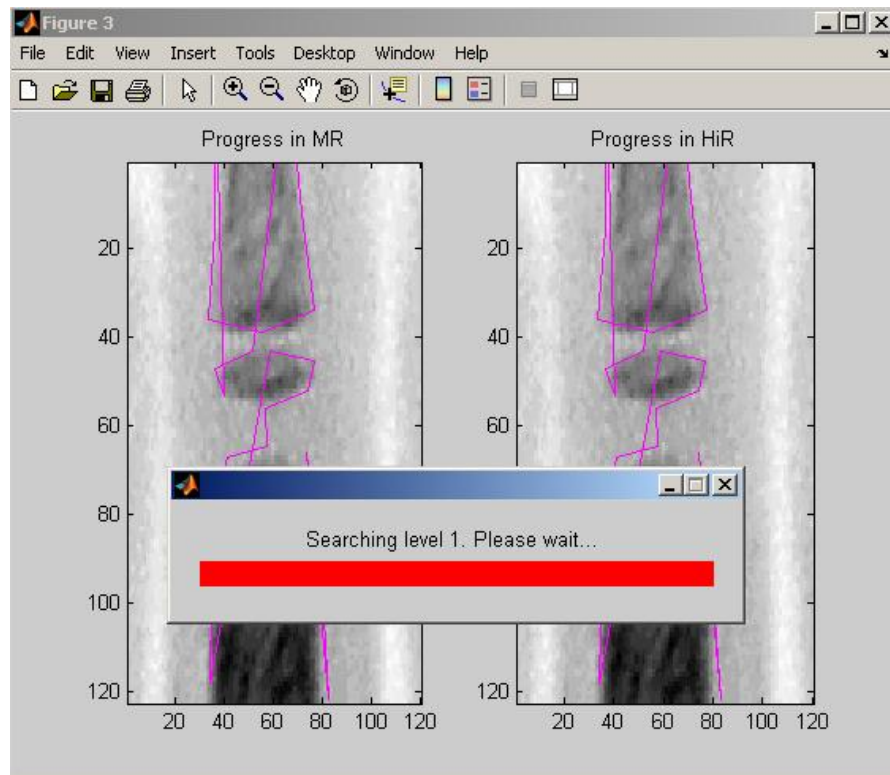 Figure 3
File Edit View Insert Tools Desktop Window Help
Progress in MR
Progress in HiR
20
40
60
80
100
120
20 40 60 80 100 120
20
40
60
80
100
120
20 40 60 80 100 120
Searching level 1. Please wait...